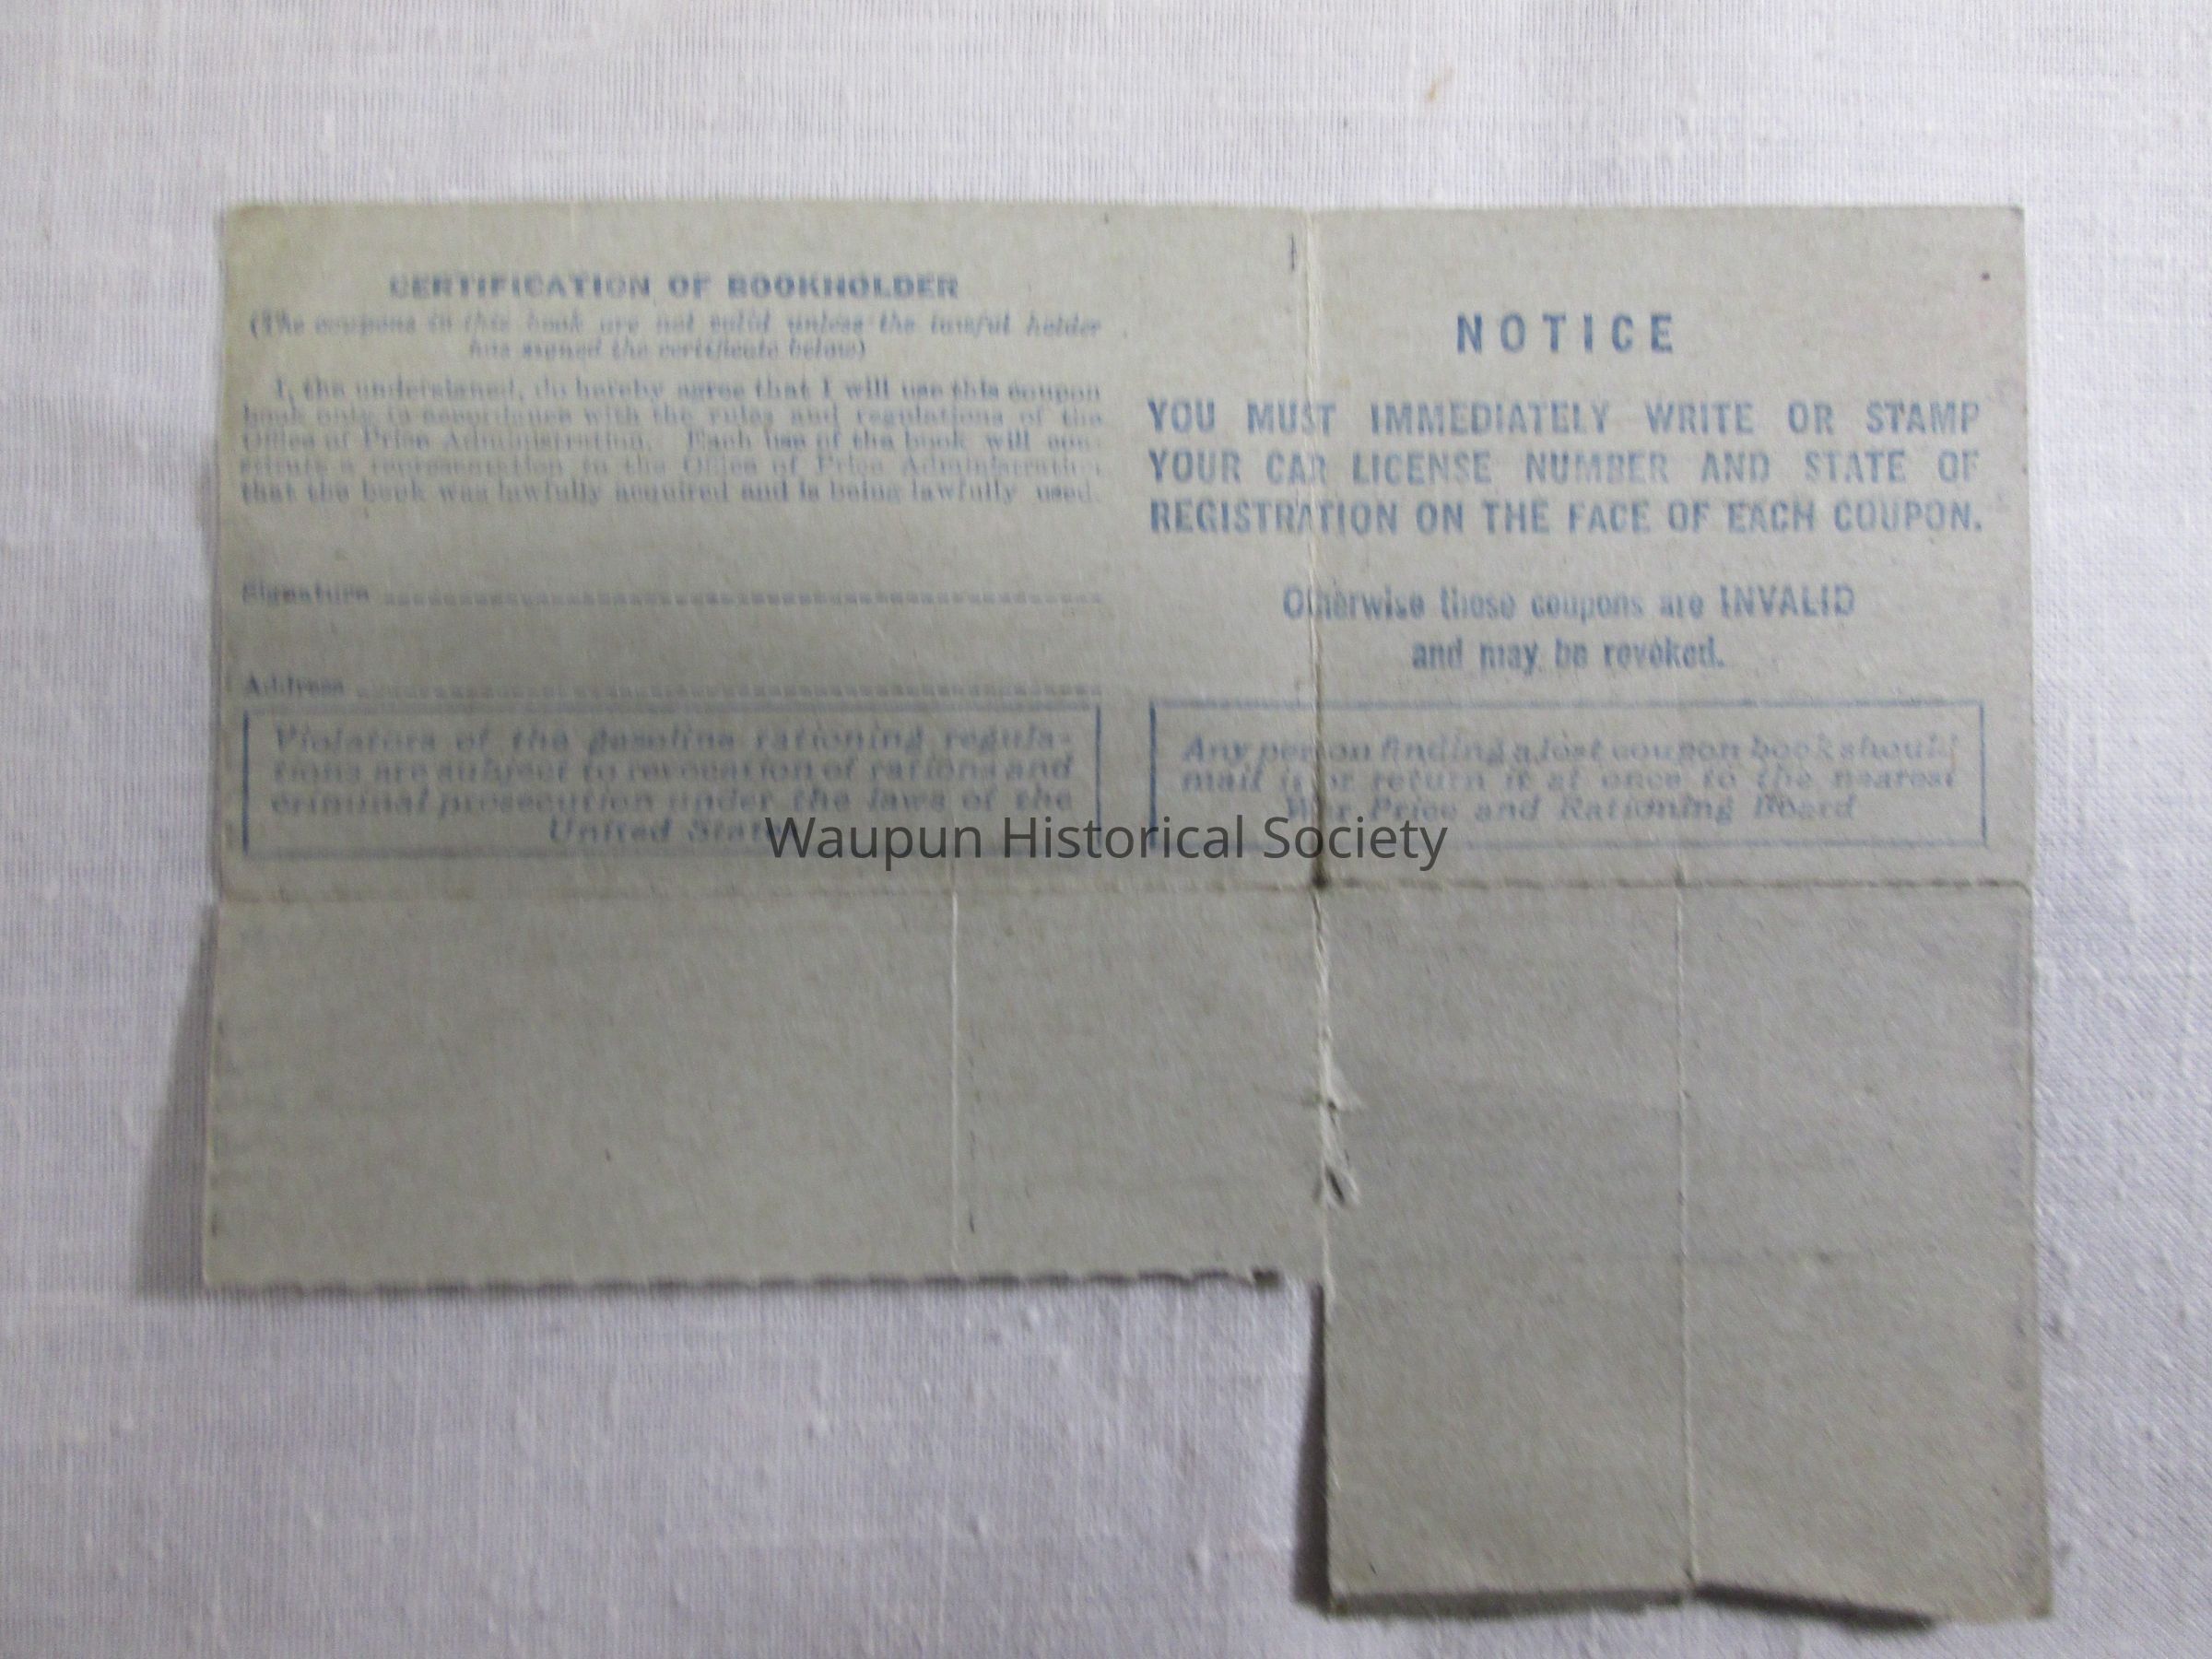 CERTIFICATION OF BOOKHOLDER
(The coupons in this book are not valid unless the lawful holder
has signed the certificate below)
I, the undersigned, do hereby agree that I will use this coupon
book only in accordance with the rules and regulations of the
Office of Price Administration. Each use of the book will con-
stitute a representation to the Office of Price Administration
that the book was lawfully acquired and is being lawfully used.
Signature
Address
Violators of the gasoline rationing regula-
tions are subject to revocation of rations and
criminal prosecution under the laws of the
United State
NOTICE
YOU MUST IMMEDIATELY WRITE OR STAMP
YOUR CAR LICENSE NUMBER AND STATE OF
REGISTRATION ON THE FACE OF EACH COUPON.
Otherwise these coupons are INVALID
and may be revoked.
Any person finding a lost coupon book should
mail it or return it at once to the nearest
War Price and Rationing Board
Waupun Historical Society